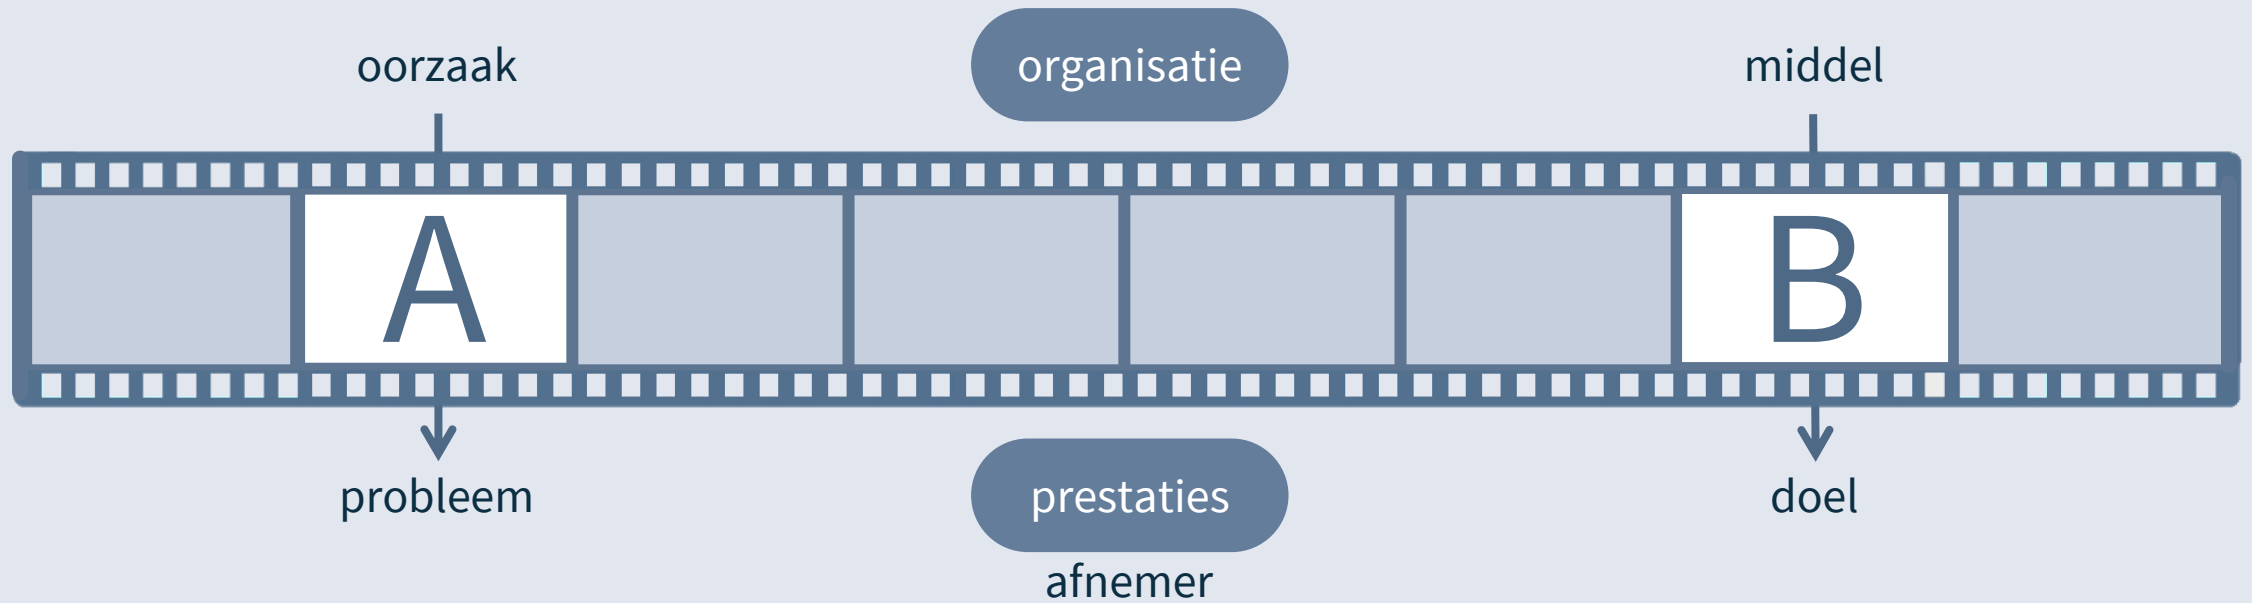 oorzaak
organisatie
middel
A
B
probleem
prestaties
doel
afnemer